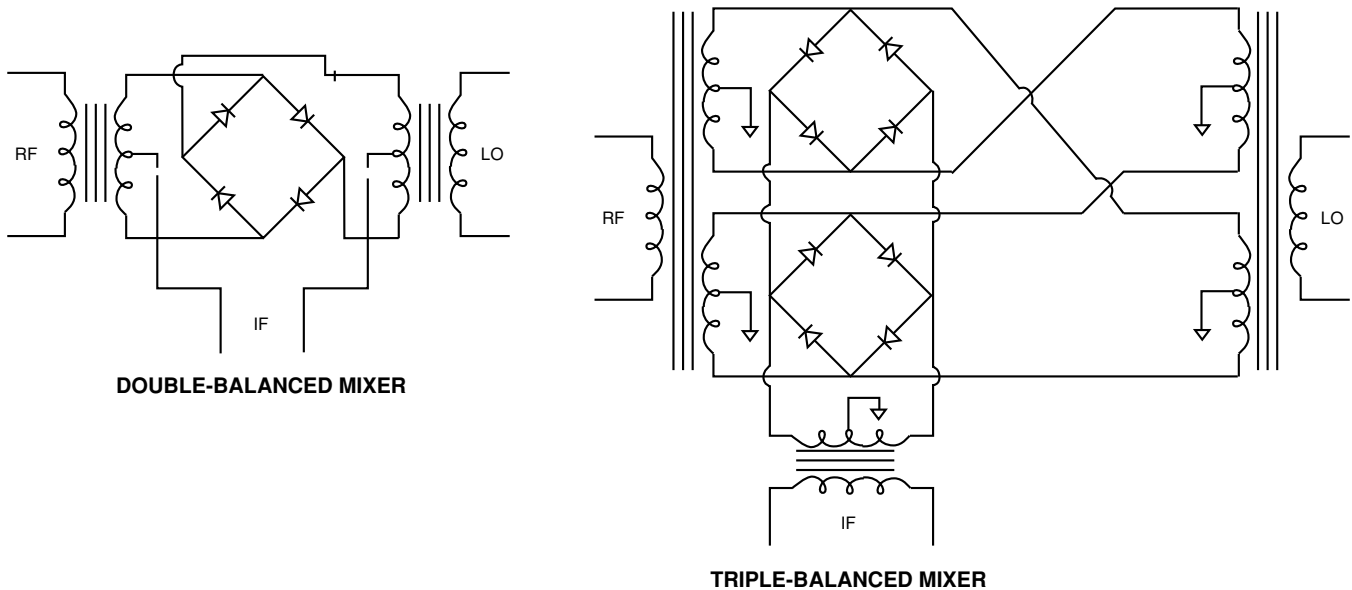 RF
LO
IF
DOUBLE-BALANCED MIXER
RF
LO
IF
TRIPLE-BALANCED MIXER